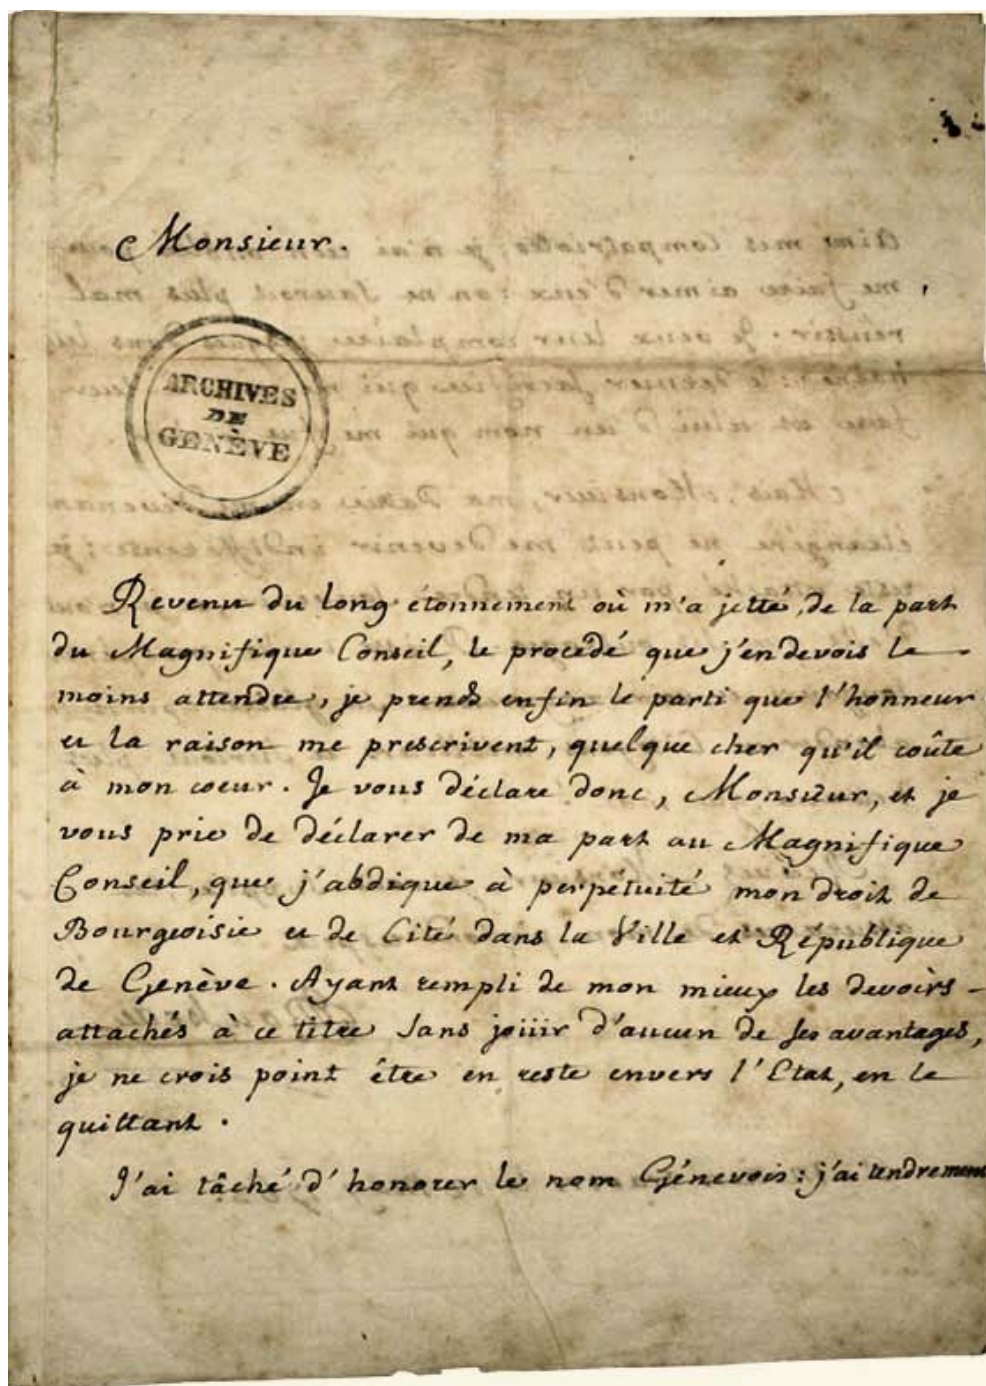 Monsieur.
ARCHIVES
DE
GENÈVE
Revenu du long étonnement où m'a jetté, de la part
du Magnifique Conseil, le procédé que j'en devois le
moins attendre, je prends enfin le parti que l'honneur
et la raison me prescrivent, quelque cher qu'il coûte
à mon coeur. Je vous déclare donc, Monsieur, et je
vous prie de déclarer de ma part au Magnifique
Conseil, que j'abdique à perpétuité mon droit de
Bourgeoisie et de Cité dans la Ville et République
de Genève. Ayant rempli de mon mieux les devoirs
attachés à ce titre sans joüir d'aucun de ses avantages,
je ne crois point être en reste envers l'Etat, en le
quittant.
J'ai tâché d'honorer le nom Génevois: j'ai tendrement